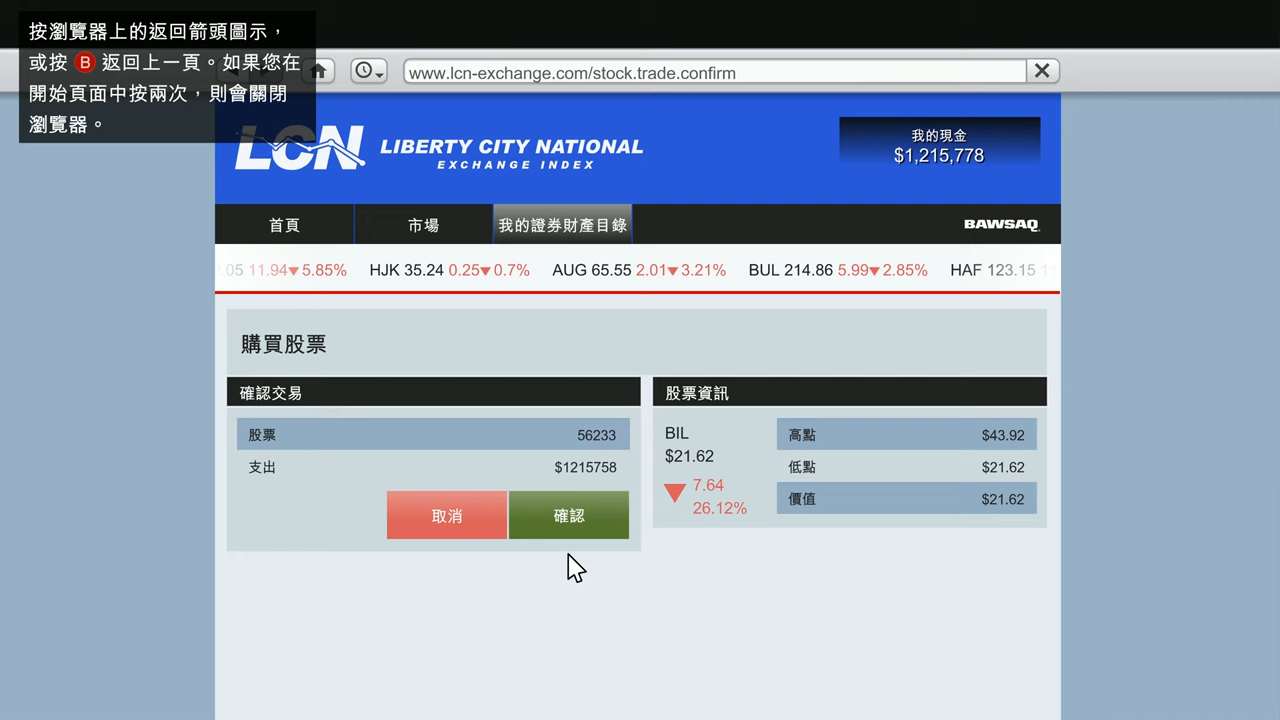 按瀏覽器上的返回箭頭圖示，
或按 B 返回上一頁。如果您在
開始頁面中按兩次，則會關閉
瀏覽器。
www.lcn-exchange.com/stock.trade.confirm
LCN LIBERTY CITY NATIONAL
EXCHANGE INDEX
我的現金
$1,215,778
首頁 市場 我的證券財產目錄 BAWSAQ
.05 11.94▼5.85% HJK 35.24 0.25▼0.7% AUG 65.55 2.01▼3.21% BUL 214.86 5.99▼2.85% HAF 123.15
購買股票
確認交易
股票 56233
支出 $1215758
取消 確認
股票資訊
BIL
$21.62
▼ 7.64
26.12%
高點 $43.92
低點 $21.62
價值 $21.62